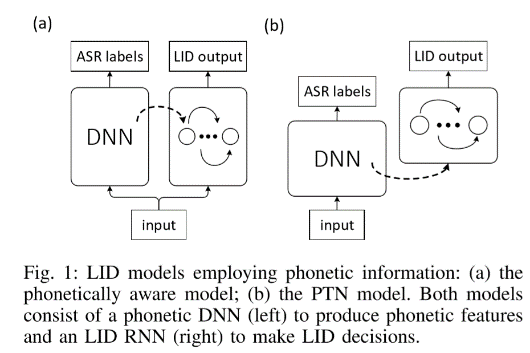 (a)
ASR labels
LID output
DNN
input
(b)
LID output
ASR labels
DNN
input
Fig. 1: LID models employing phonetic information: (a) the
phonetically aware model; (b) the PTN model. Both models
consist of a phonetic DNN (left) to produce phonetic features
and an LID RNN (right) to make LID decisions.